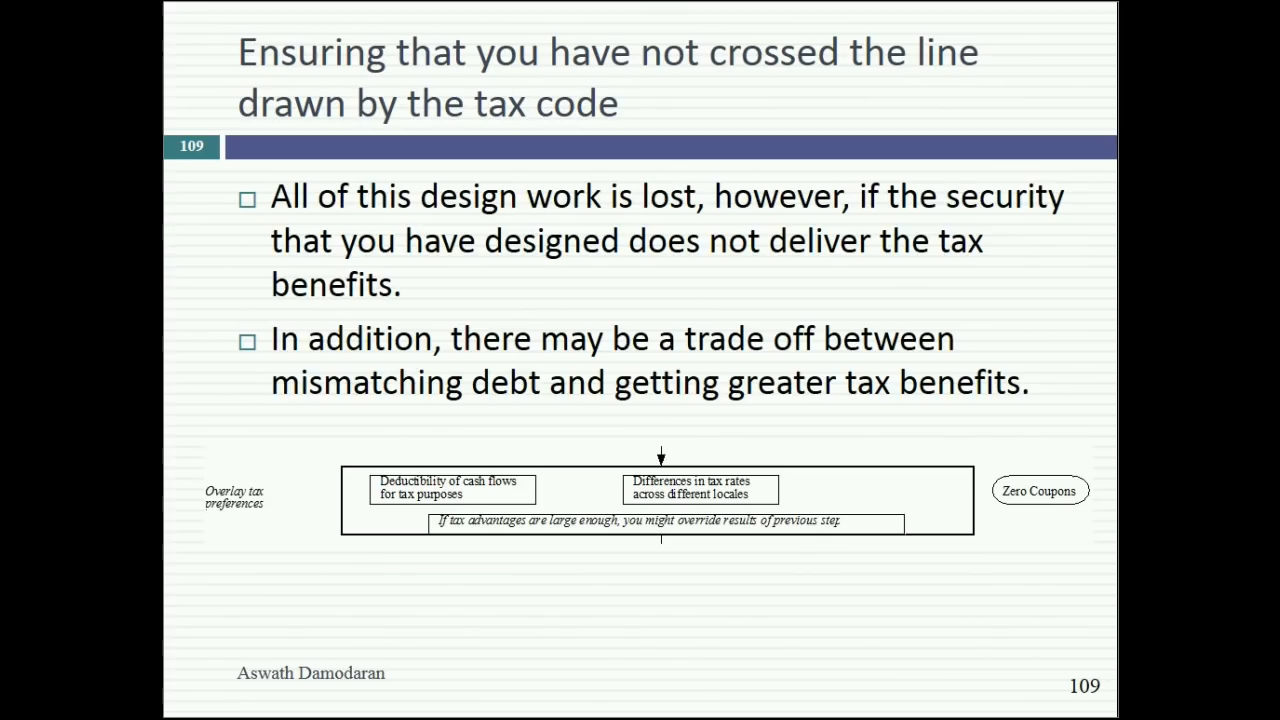 Ensuring that you have not crossed the line
drawn by the tax code
109
All of this design work is lost, however, if the security
that you have designed does not deliver the tax
benefits.
In addition, there may be a trade off between
mismatching debt and getting greater tax benefits.
Overlay tax
preferences
Deductibility of cash flows
for tax purposes
Differences in tax rates
across different locales
Zero Coupons
If tax advantages are large enough, you might override results of previous step
Aswath Damodaran
109